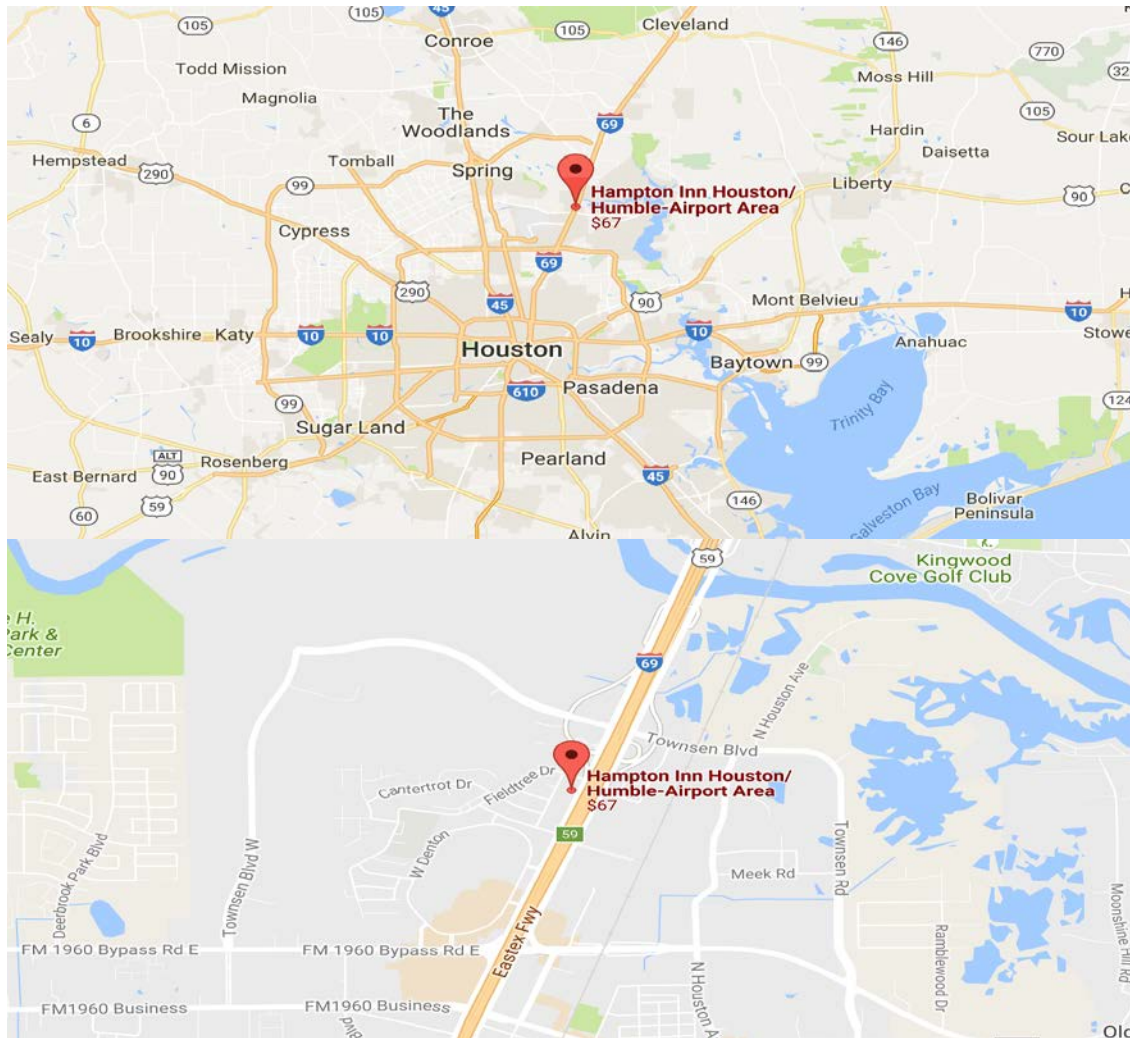 45
105
105
Cleveland
Conroe
146
770
Todd Mission
Moss Hill
Magnolia
105
The
Woodlands
69
6
Hardin
Sour Lake
Hempstead
290
Tomball
Spring
Daisetta
99
Liberty
Hampton Inn Houston/
Humble-Airport Area
$67
90
Cypress
69
290
45
90
Mont Belvieu
Sealy
10
Brookshire
Katy
10
10
10
10
Anahuac
Houston
Baytown
99
610
Pasadena
99
Trinity Bay
124
Sugar Land
ALT
90
Rosenberg
Pearland
East Bernard
45
59
146
Bolivar
Peninsula
60
Galveston Bay
Alvin
59
Kingwood
Cove Golf Club
e H.
Park &
Center
69
N Houston Ave
Townsen Blvd
Hampton Inn Houston/
Humble-Airport Area
$67
Fieldtree Dr
Cantertrot Dr
59
W Denton
Townsen Rd
Deerbrook Park Blvd
Townsen Blvd W
Meek Rd
Moonshine Hill Rd
Eastex Fwy
FM 1960 Bypass Rd E
FM 1960 Bypass Rd E
Ramblewood Dr
N Houston A
FM1960 Business
FM1960 Business
Blvd
Old